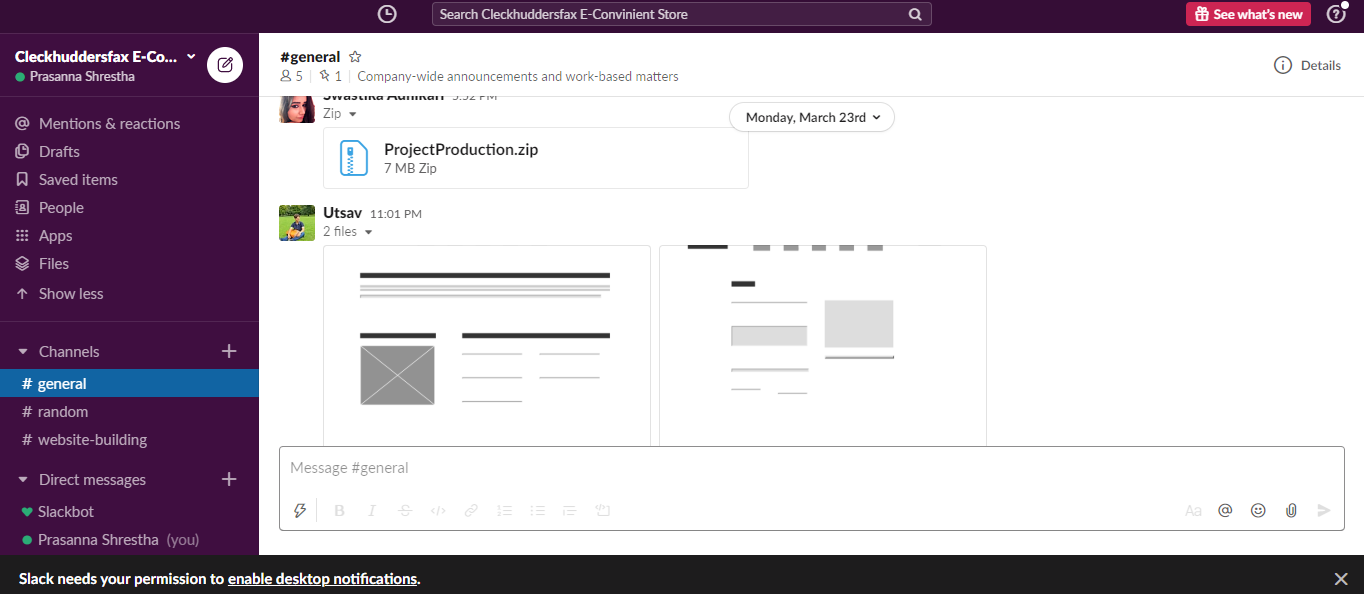 Search Cleckhuddersfax E-Convinient Store
See what's new
Cleckhuddersfax E-Co...
Prasanna Shrestha
Mentions & reactions
Drafts
Saved items
People
Apps
Files
Show less
Channels
# general
# random
# website-building
Direct messages
Slackbot
Prasanna Shrestha (you)
#general
5 | 1 | Company-wide announcements and work-based matters
Details
Swastika Adhikari 5:52 PM
Zip
Monday, March 23rd
ProjectProduction.zip
7 MB Zip
Utsav 11:01 PM
2 files
Message #general
B I S </> Aa @
Slack needs your permission to enable desktop notifications.